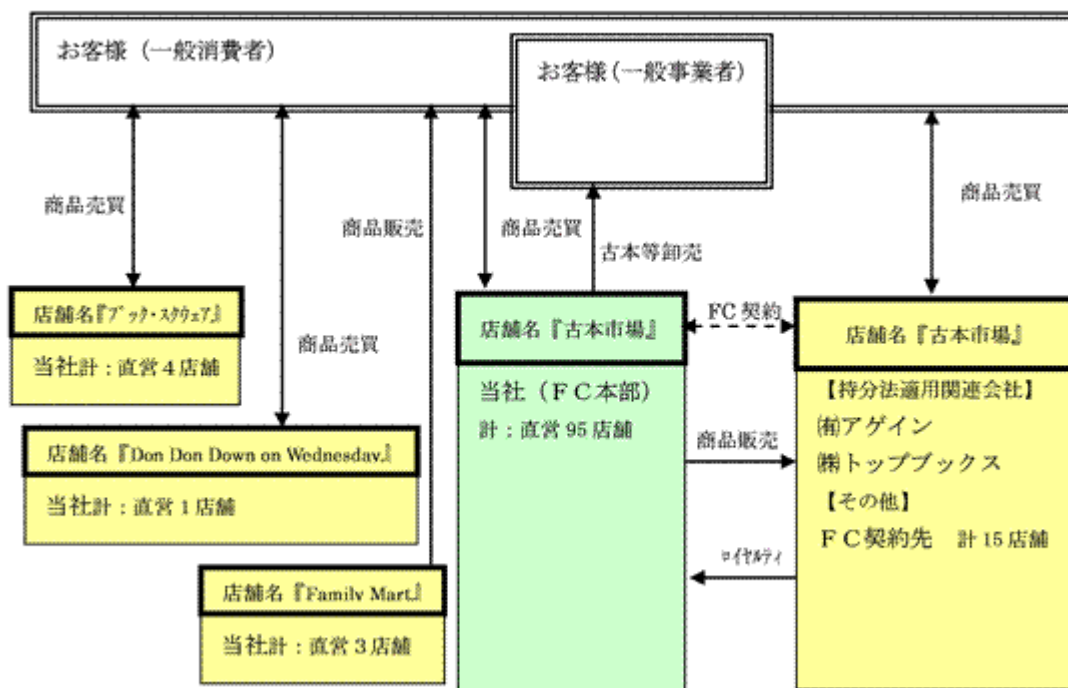 お客様（一般消費者）
お客様（一般事業者）
商品売買
商品販売
商品売買
古本等卸売
商品売買
商品売買
店舗名『ﾌﾞｯｸ・ｽｸｳｪｱ』
当社計：直営４店舗
店舗名『Don Don Down on Wednesday』
当社計：直営１店舗
店舗名『Family Mart』
当社計：直営３店舗
店舗名『古本市場』
当社（ＦＣ本部）
計：直営 95 店舗
FC 契約
商品販売
ﾛｲﾔﾙﾃｨ
店舗名『古本市場』
【持分法適用関連会社】
㈲アゲイン
㈱トップブックス
【その他】
ＦＣ契約先　計 15 店舗